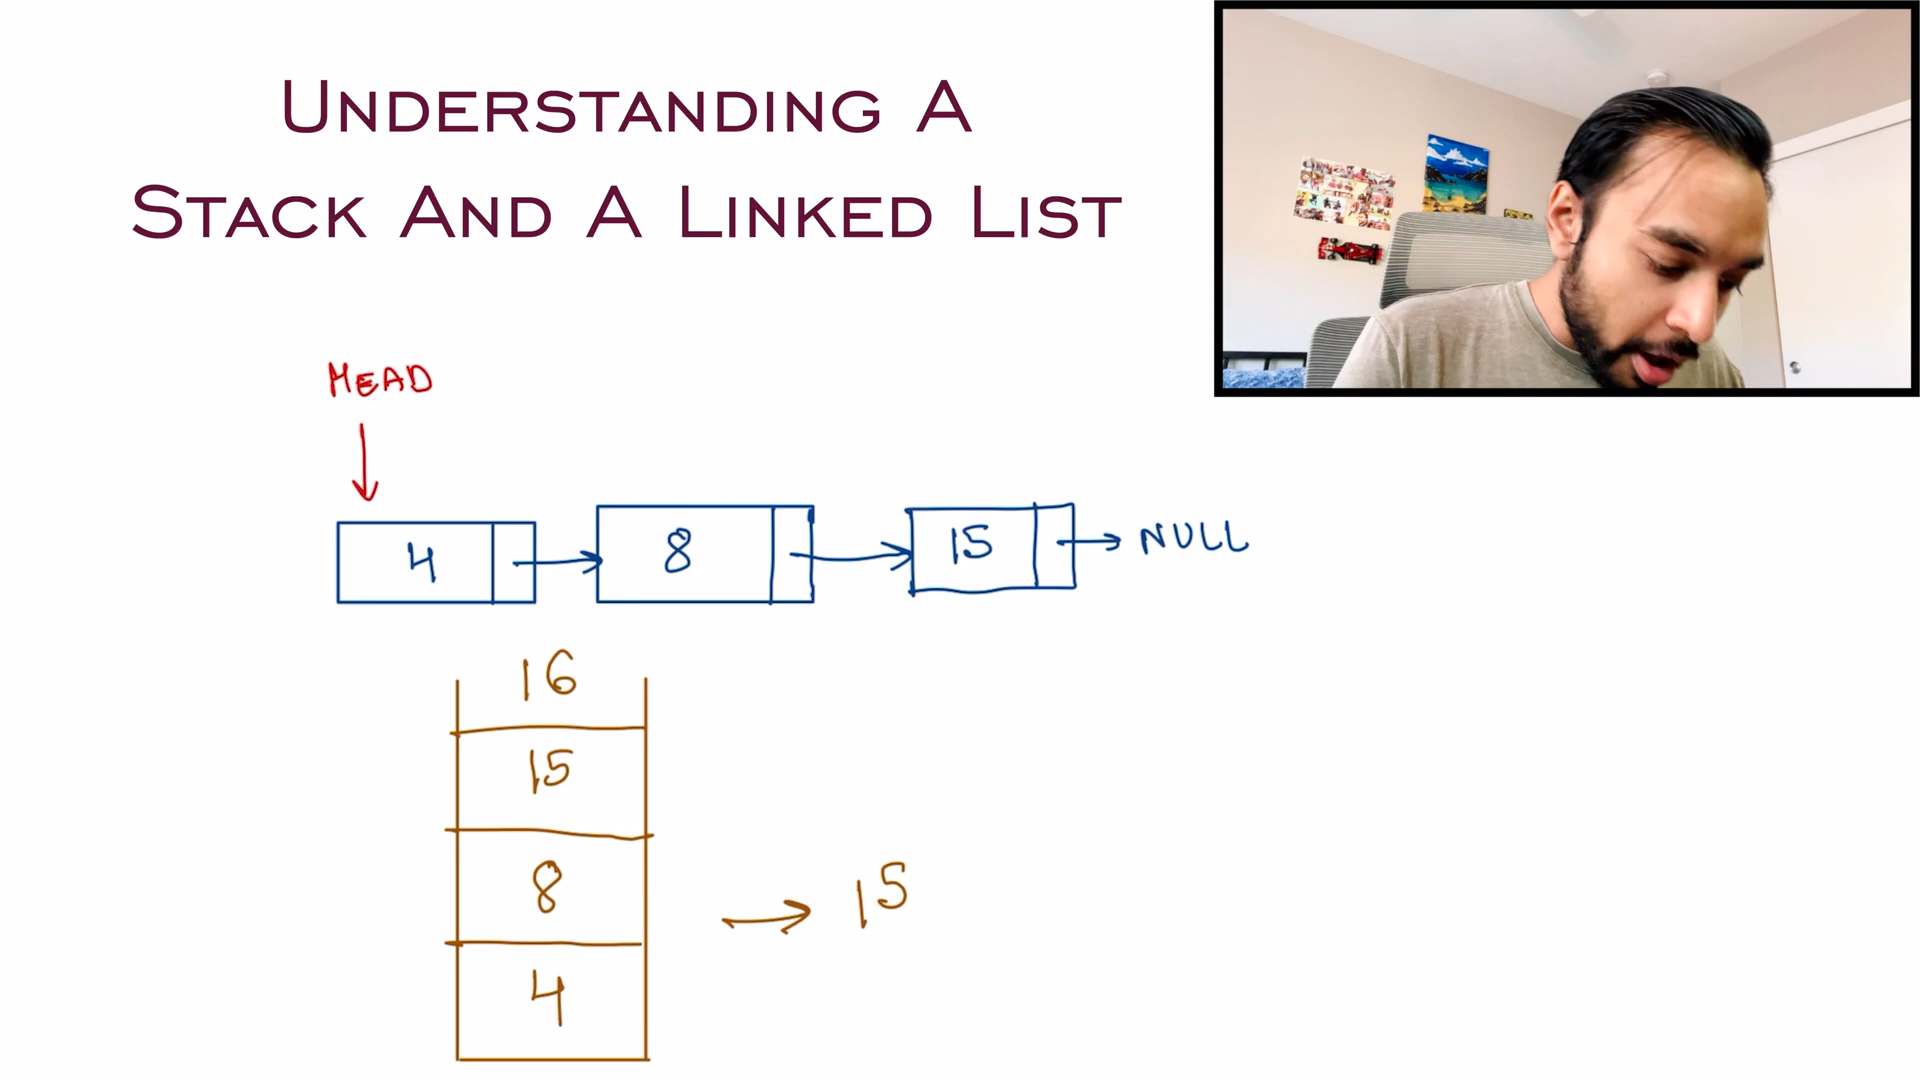 UNDERSTANDING A
STACK AND A LINKED LIST
HEAD
4 8 15 NULL
16
15
8
15
4